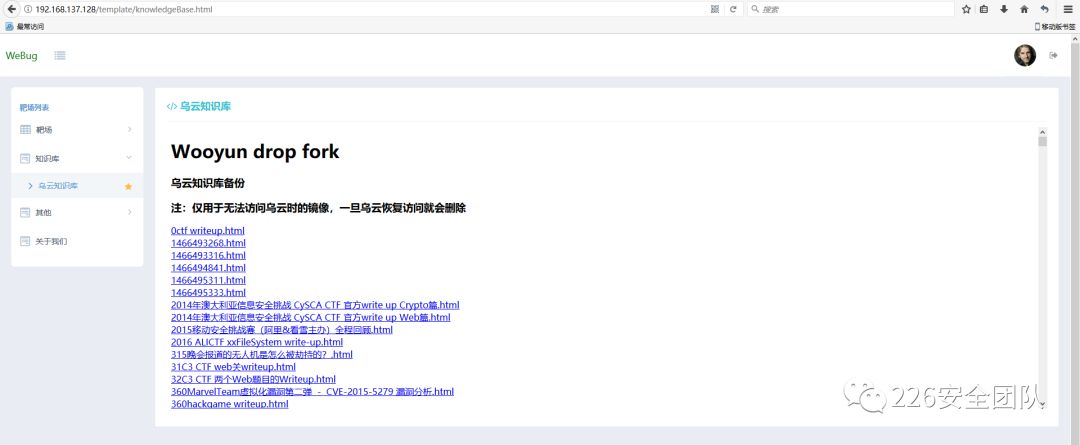 192.168.137.128/template/knowledgeBase.html
搜索
最常访问
移动版书签
WeBug
靶场列表
靶场
知识库
乌云知识库
其他
关于我们
</> 乌云知识库
Wooyun drop fork
乌云知识库备份
注：仅用于无法访问乌云时的镜像，一旦乌云恢复访问就会删除
0ctf writeup.html
1466493268.html
1466493316.html
1466494841.html
1466495311.html
1466495333.html
2014年澳大利亚信息安全挑战 CySCA CTF 官方write up Crypto篇.html
2014年澳大利亚信息安全挑战 CySCA CTF 官方write up Web篇.html
2015移动安全挑战赛（阿里&看雪主办）全程回顾.html
2016 ALICTF xxFileSystem write-up.html
315晚会报道的无人机是怎么被劫持的？.html
31C3 CTF web关writeup.html
32C3 CTF 两个Web题目的Writeup.html
360MarvelTeam虚拟化漏洞第二弹 - CVE-2015-5279 漏洞分析.html
360hackgame writeup.html
226安全团队